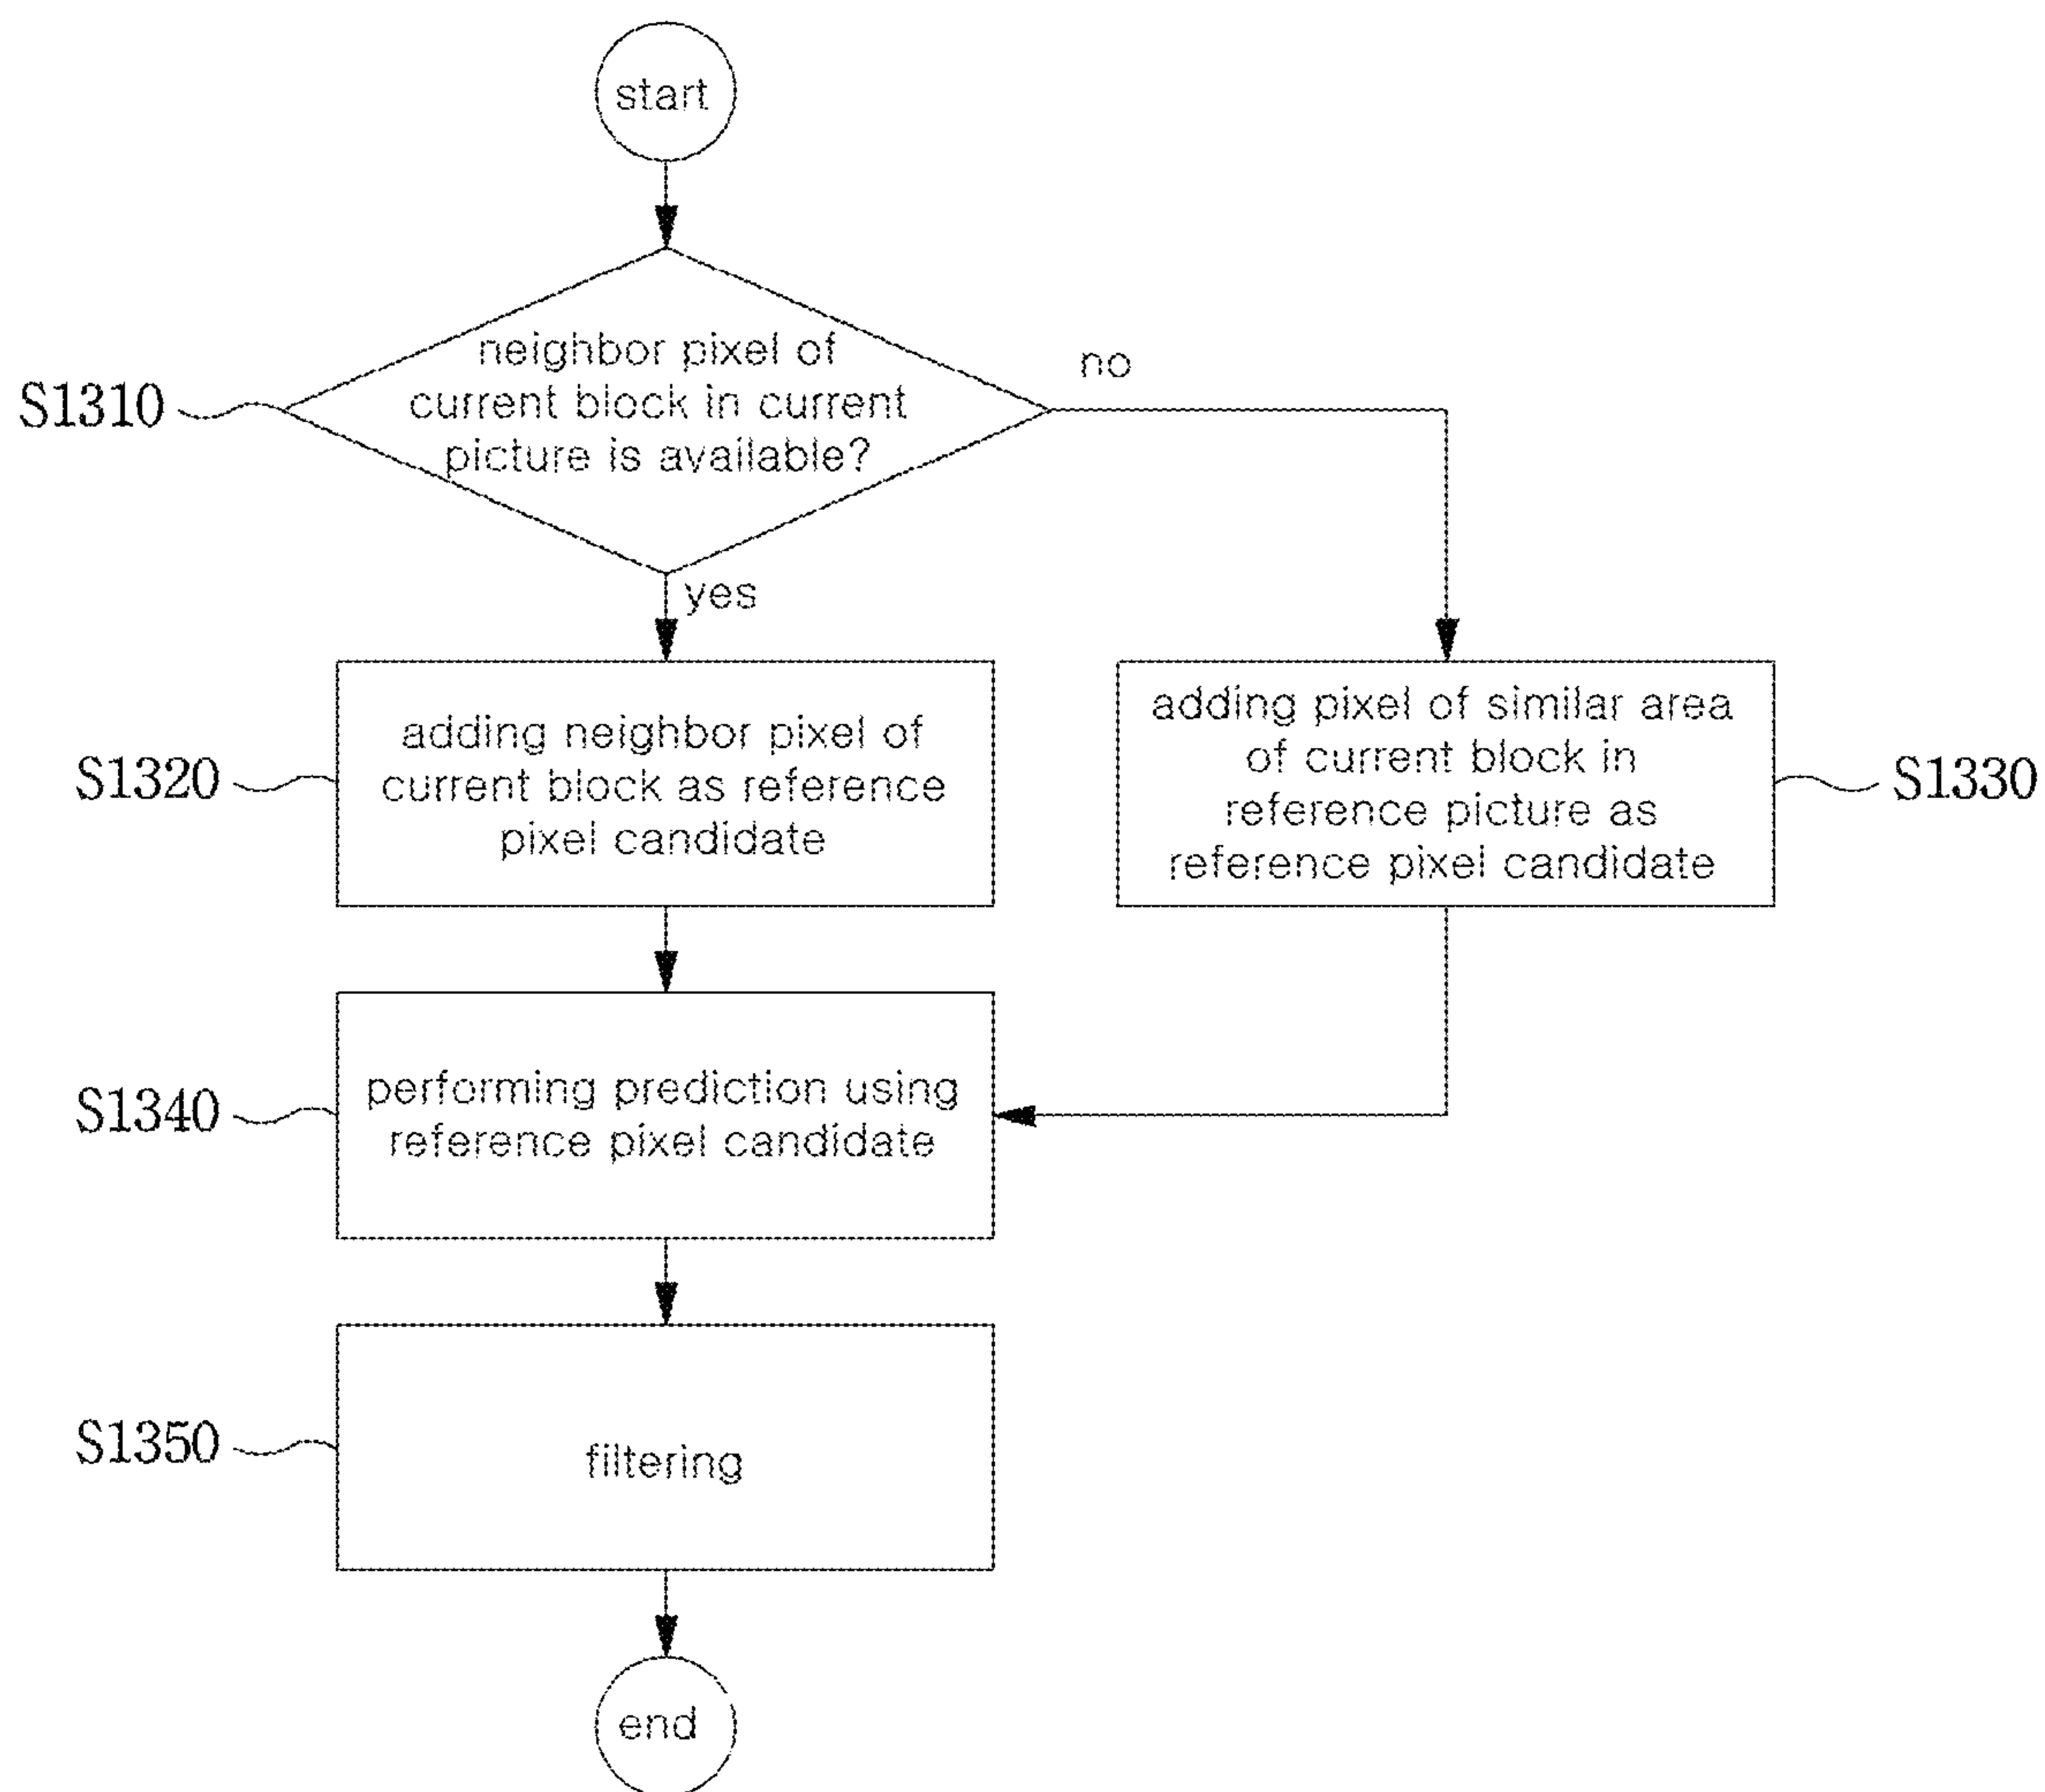 start
neighbor pixel of
current block in current
picture is available?
no
S1310
yes
adding neighbor pixel of
current block as reference
pixel candidate
S1320
adding pixel of similar area
of current block in
reference picture as
reference pixel candidate
S1330
performing prediction using
reference pixel candidate
S1340
filtering
S1350
end